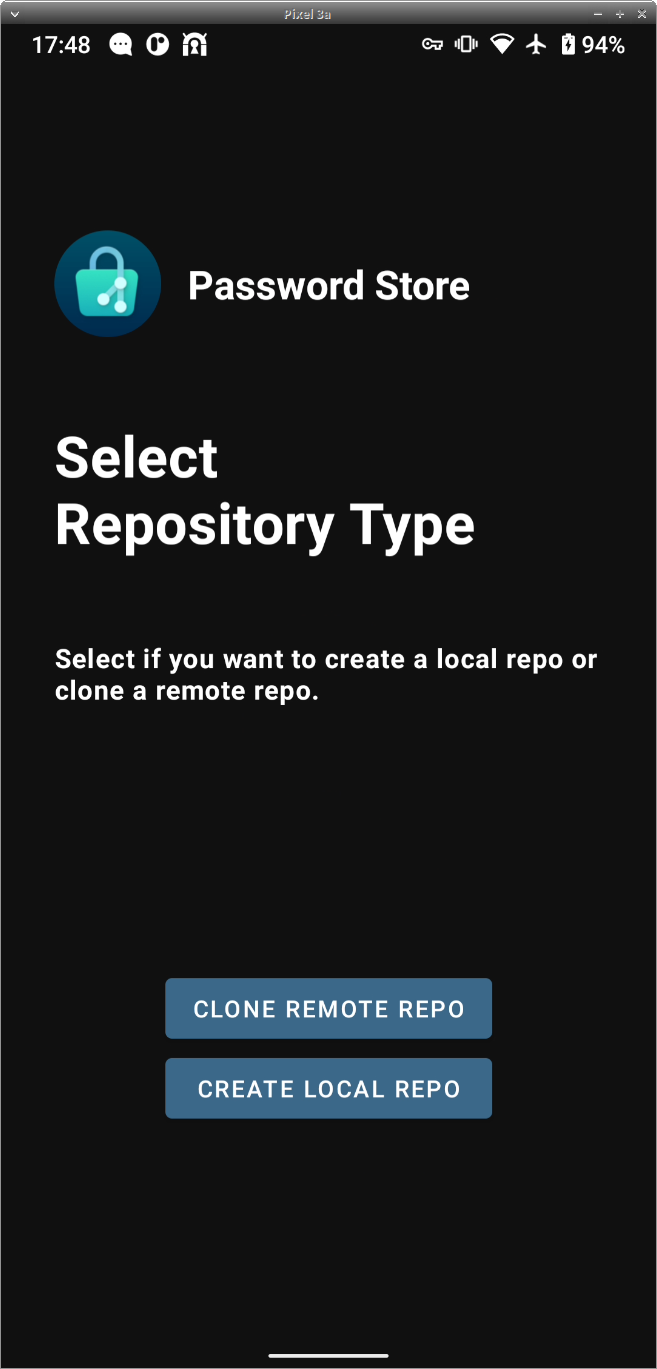 Pixel 3a
17:48
94%
Password Store
Select
Repository Type
Select if you want to create a local repo or
clone a remote repo.
CLONE REMOTE REPO
CREATE LOCAL REPO